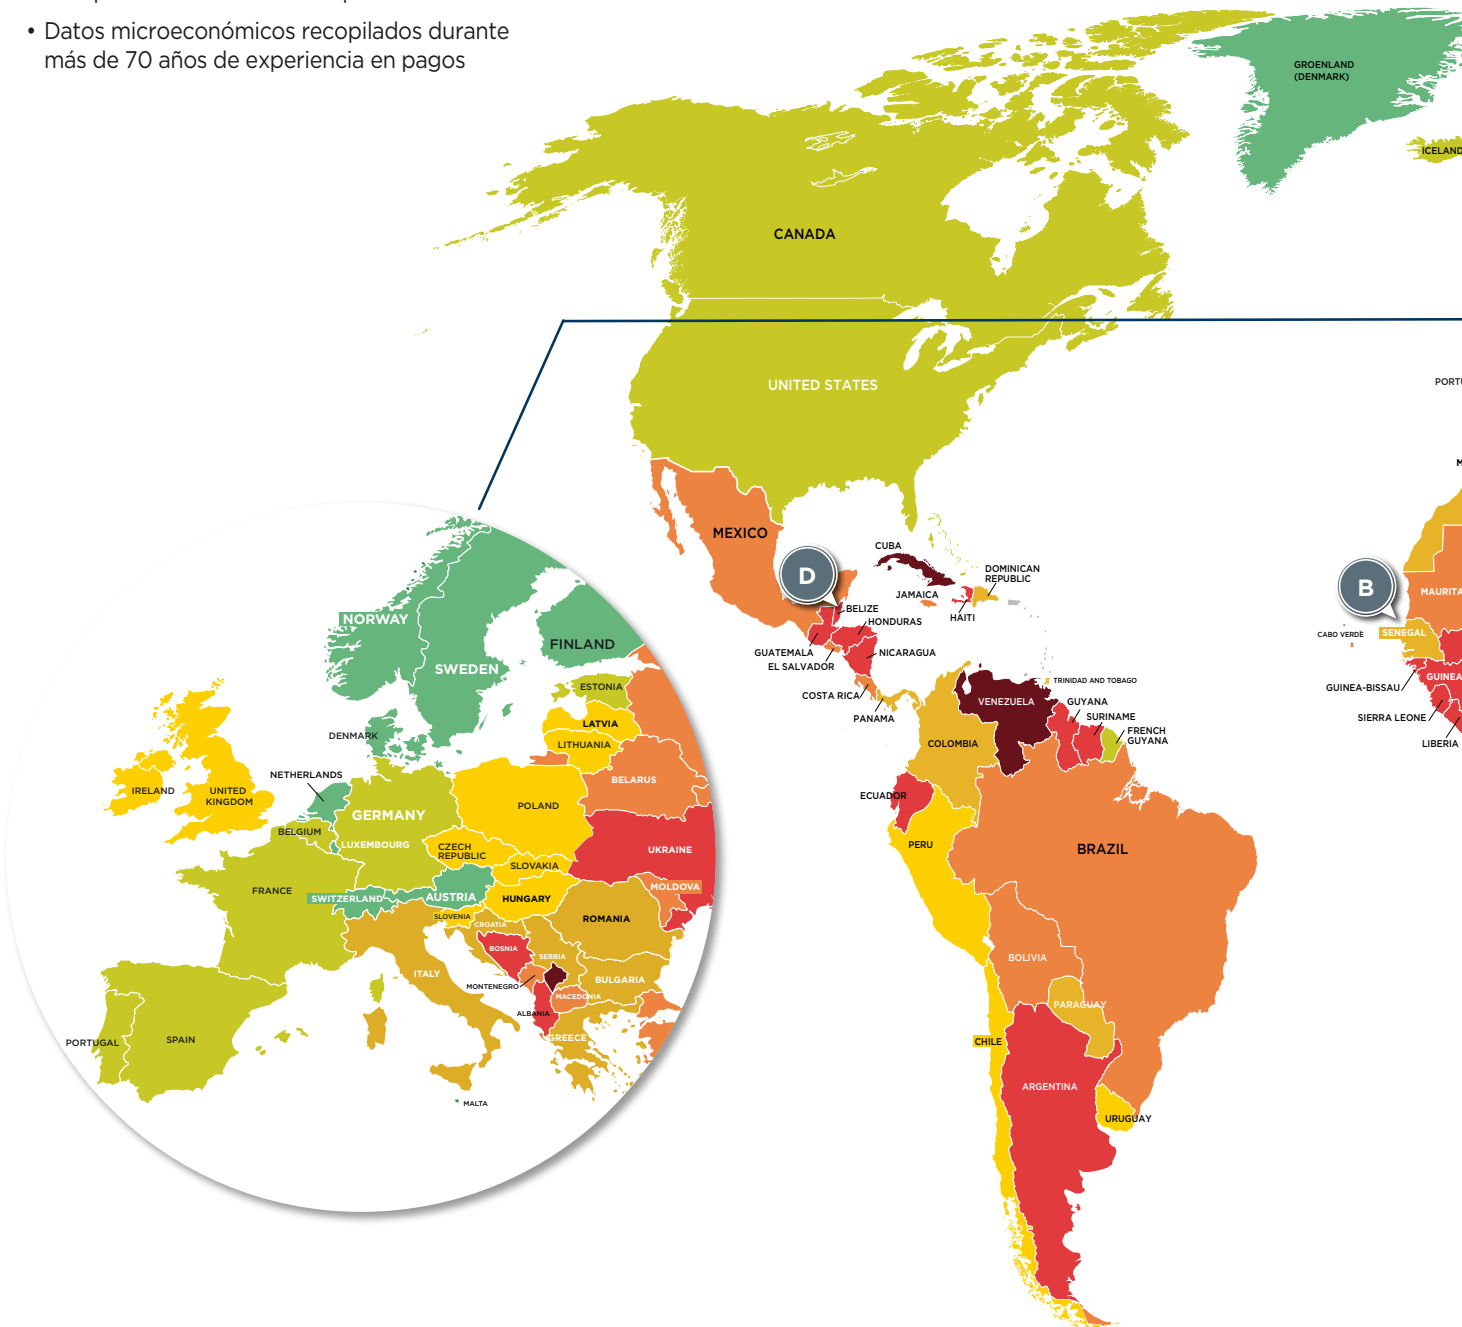 • Datos microeconómicos recopilados durante
más de 70 años de experiencia en pagos
GROENLAND
(DENMARK)
ICELAND
CANADA
UNITED STATES
PORTU
M
MEXICO
D
CUBA
DOMINICAN
REPUBLIC
JAMAICA
HAITI
BELIZE
HONDURAS
GUATEMALA
EL SALVADOR
NICARAGUA
COSTA RICA
PANAMA
TRINIDAD AND TOBAGO
VENEZUELA
GUYANA
SURINAME
FRENCH
GUYANA
COLOMBIA
ECUADOR
PERU
BRAZIL
BOLIVIA
PARAGUAY
CHILE
ARGENTINA
URUGUAY
B
MAURITA
CABO VERDE
SENEGAL
GUINEA
GUINEA-BISSAU
SIERRA LEONE
LIBERIA
NORWAY
SWEDEN
FINLAND
ESTONIA
LATVIA
LITHUANIA
DENMARK
BELARUS
NETHERLANDS
IRELAND
UNITED
KINGDOM
POLAND
GERMANY
BELGIUM
LUXEMBOURG
CZECH
REPUBLIC
UKRAINE
SLOVAKIA
FRANCE
SWITZERLAND
AUSTRIA
HUNGARY
MOLDOVA
SLOVENIA
CROATIA
ROMANIA
BOSNIA
SERBIA
ITALY
MONTENEGRO
BULGARIA
MACEDONIA
ALBANIA
GREECE
PORTUGAL
SPAIN
MALTA